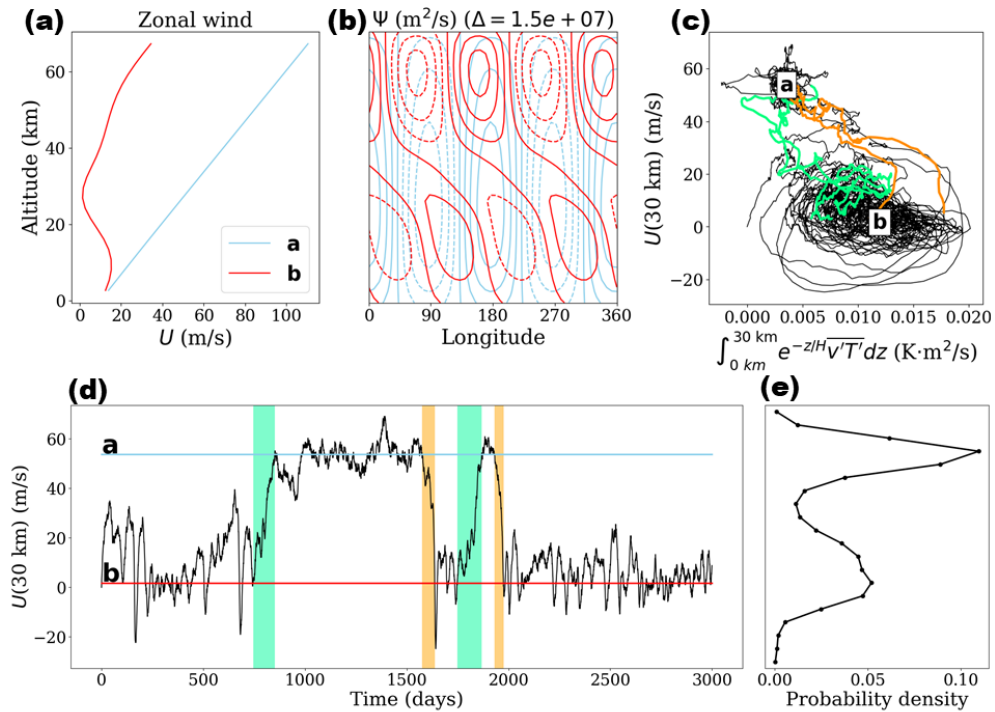 (a)
Zonal wind
60
40
20
0
Altitude (km)
0 20 40 60 80 100
U (m/s)
a
b
(b)
Ψ (m²/s) (Δ = 1.5e + 07)
0 90 180 270 360
Longitude
(c)
60
40
20
0
−20
U(30 km) (m/s)
a
b
0.000 0.005 0.010 0.015 0.020
∫₀ ₖₘ³⁰ ᵏᵐ e^{−z/H} \overline{v′T′}dz (K·m²/s)
(d)
60
40
20
0
−20
U(30 km) (m/s)
a
b
0 500 1000 1500 2000 2500 3000
Time (days)
(e)
0.00 0.05 0.10
Probability density